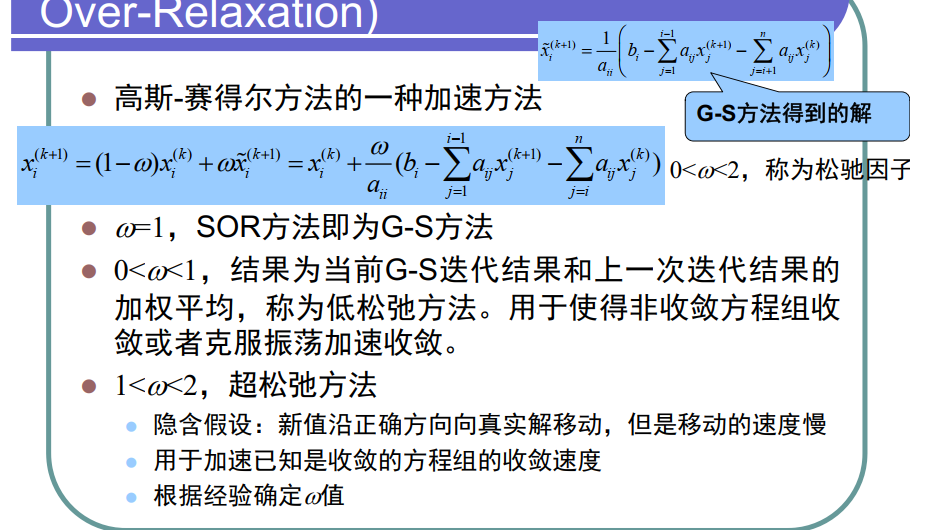 Over-Relaxation)
x̃_i^{(k+1)} = \frac{1}{a_{ii}} \left( b_i - \sum_{j=1}^{i-1} a_{ij} x_j^{(k+1)} - \sum_{j=i+1}^{n} a_{ij} x_j^{(k)} \right)
高斯-赛得尔方法的一种加速方法
G-S方法得到的解
x_i^{(k+1)} = (1-ω)x_i^{(k)} + ωx̃_i^{(k+1)} = x_i^{(k)} + \frac{ω}{a_{ii}} (b_i - \sum_{j=1}^{i-1} a_{ij} x_j^{(k+1)} - \sum_{j=i}^{n} a_{ij} x_j^{(k)})
0<ω<2，称为松驰因子
ω=1，SOR方法即为G-S方法
0<ω<1，结果为当前G-S迭代结果和上一次迭代结果的
加权平均，称为低松弛方法。用于使得非收敛方程组收
敛或者克服振荡加速收敛。
1<ω<2，超松弛方法
隐含假设：新值沿正确方向向真实解移动，但是移动的速度慢
用于加速已知是收敛的方程组的收敛速度
根据经验确定ω值